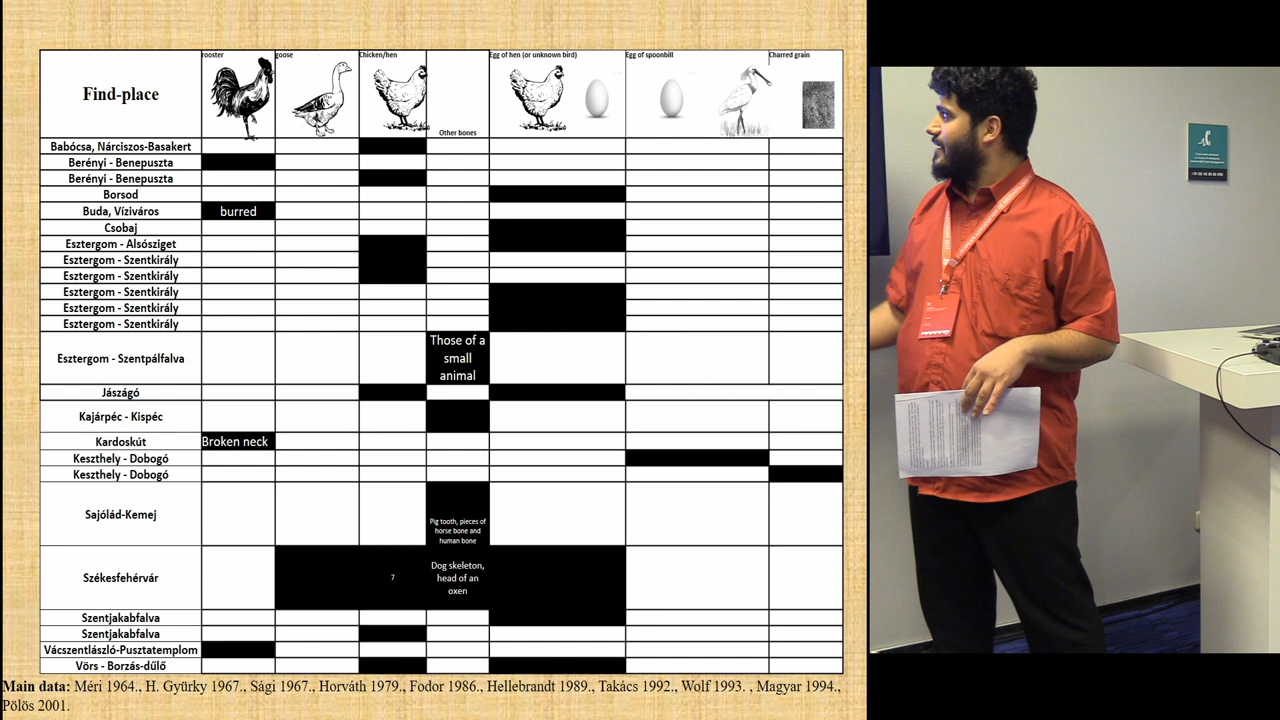 rooster goose Chicken/hen Egg of hen (or unknown bird) Egg of spoonbill Charred grain
Find-place
Other bones
Babócsa, Nárciszos-Basakert
Berényi - Benepuszta
Berényi - Benepuszta
Borsod
Buda, Víziváros burred
Csobaj
Esztergom - Alsósziget
Esztergom - Szentkirály
Esztergom - Szentkirály
Esztergom - Szentkirály
Esztergom - Szentkirály
Esztergom - Szentkirály
Esztergom - Szentpálfalva
Those of a
small
animal
Jászágó
Kajárpéc - Kispéc
Kardoskút Broken neck
Keszthely - Dobogó
Keszthely - Dobogó
Sajólád-Kemej
Pig tooth, pieces of
horse bone and
human bone
Székesfehérvár 7
Dog skeleton,
head of an
oxen
Szentjakabfalva
Szentjakabfalva
Vácszentlászló-Pusztatemplom
Vörs - Borzás-dűlő
Main data: Méri 1964., H. Gyürky 1967., Sági 1967., Horváth 1979., Fodor 1986., Hellebrandt 1989., Takács 1992., Wolf 1993. , Magyar 1994.,
Pölös 2001.